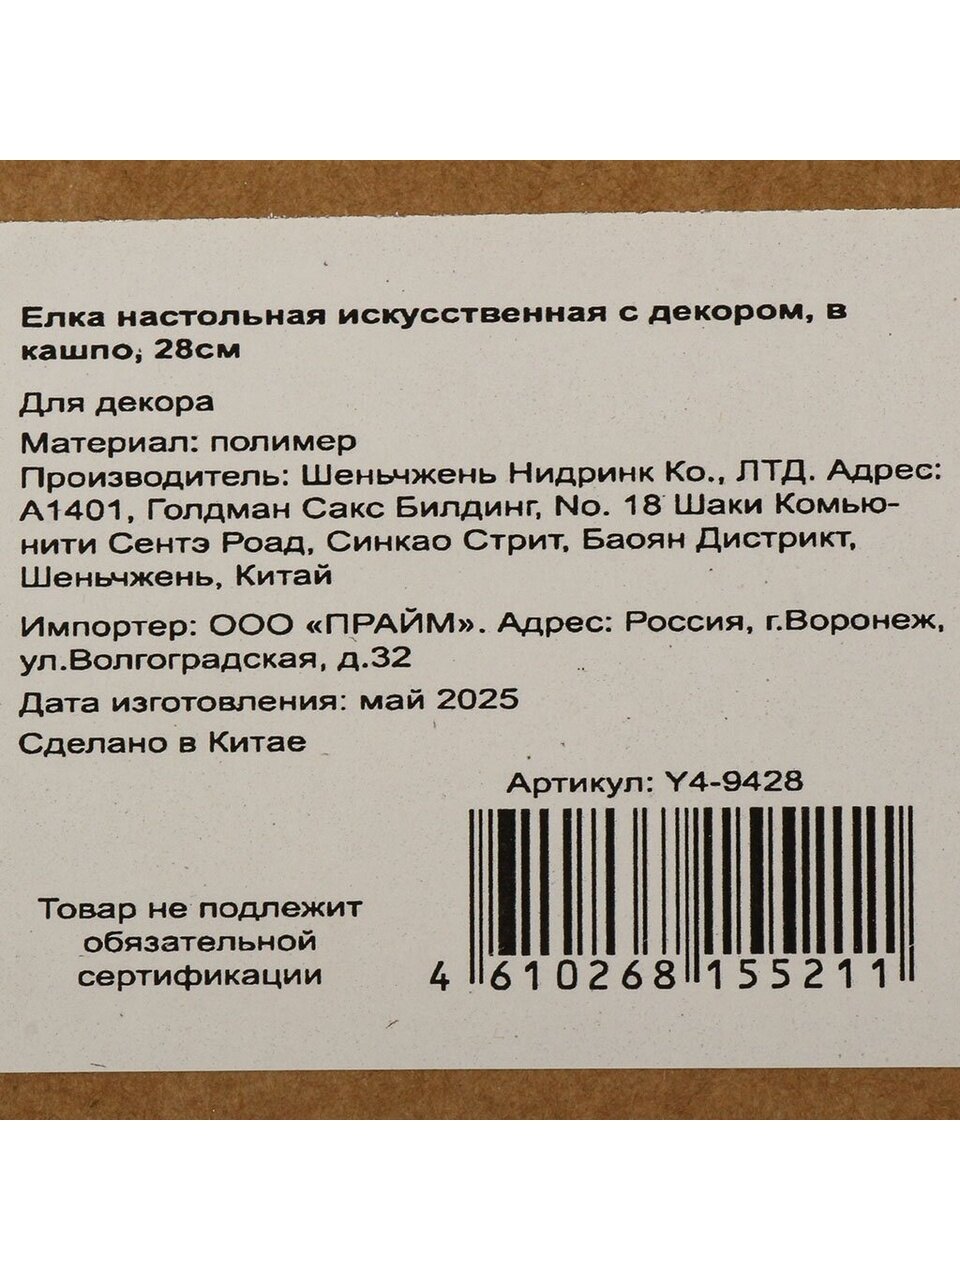 Елка настольная искусственная с декором, в
кашпо, 28см
Для декора
Материал: полимер
Производитель: Шеньчжень Нидринк Ко., ЛТД. Адрес:
А1401, Голдман Сакс Билдинг, No. 18 Шаки Комью-
нити Сентэ Роад, Синкао Стрит, Баоян Дистрикт,
Шеньчжень, Китай
Импортер: ООО «ПРАЙМ». Адрес: Россия, г.Воронеж,
ул.Волгоградская, д.32
Дата изготовления: май 2025
Сделано в Китае
Артикул: Y4-9428
Товар не подлежит
обязательной
сертификации
4 610268 155211